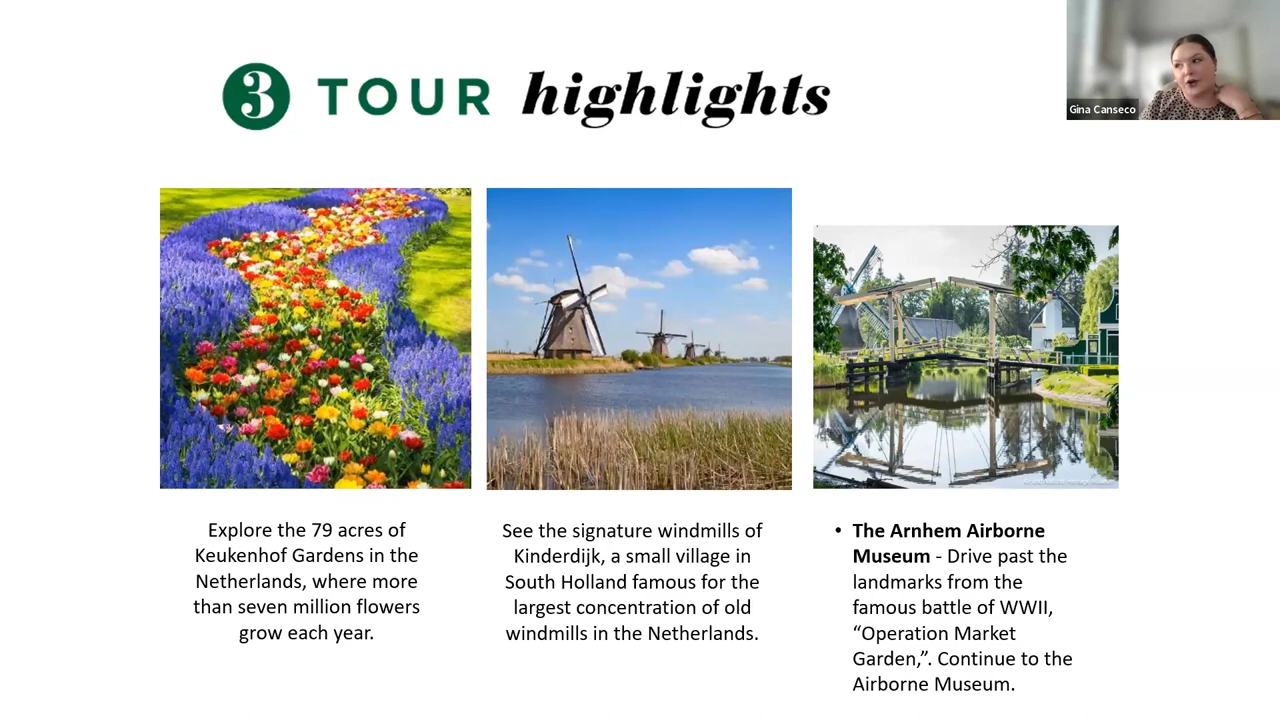 3 TOUR highlights
Gina Canseco
Explore the 79 acres of
Keukenhof Gardens in the
Netherlands, where more
than seven million flowers
grow each year.
See the signature windmills of
Kinderdijk, a small village in
South Holland famous for the
largest concentration of old
windmills in the Netherlands.
• The Arnhem Airborne
Museum - Drive past the
landmarks from the
famous battle of WWII,
“Operation Market
Garden,”. Continue to the
Airborne Museum.